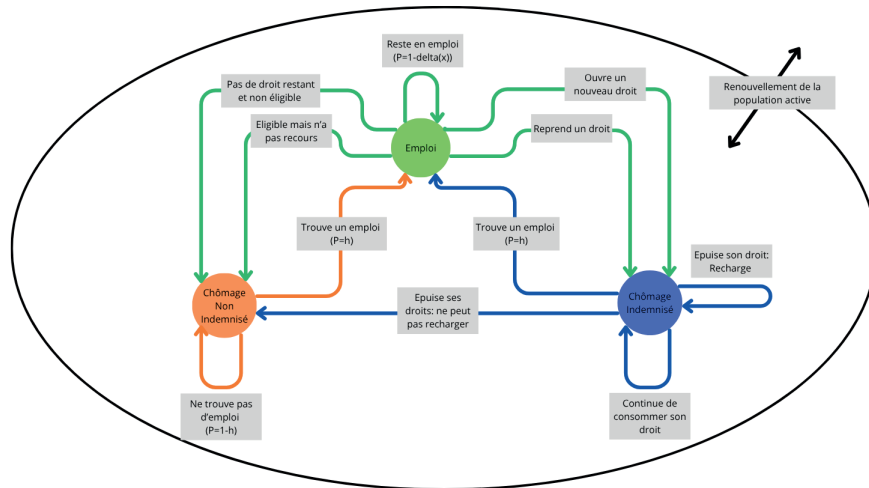 Reste en emploi
(P=1-delta(x))
Pas de droit restant
et non éligible
Ouvre un
nouveau droit
Renouvellement de la
population active
Eligible mais n'a
pas recours
Emploi
Reprend un droit
Trouve un emploi
(P=h)
Trouve un emploi
(P=h)
Epuise son droit:
Recharge
Chômage
Non
Indemnisé
Epuise ses
droits: ne peut
pas recharger
Chômage
Indemnisé
Ne trouve pas
d'emploi
(P=1-h)
Continue de
consommer son
droit